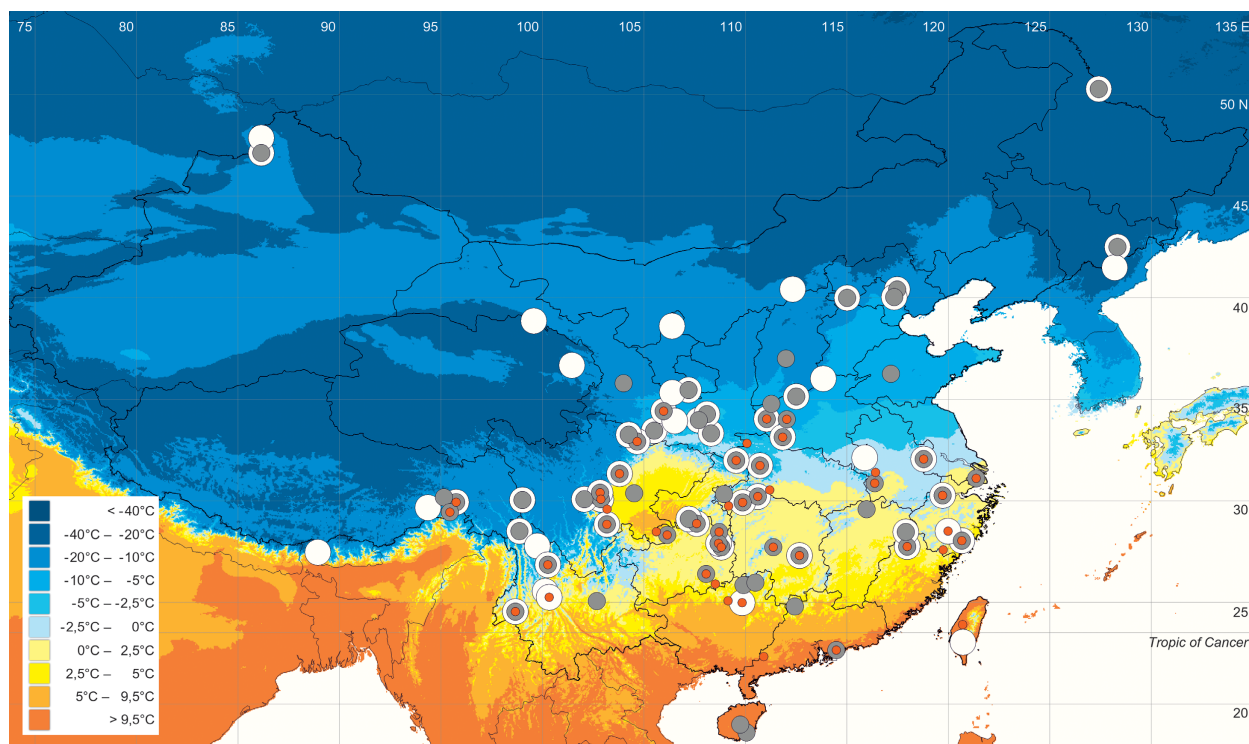 75 80 85 90 95 100 105 110 115 120 125 130 135 E
50 N
45
40
35
30
25
Tropic of Cancer
20
< -40°C
-40°C – -20°C
-20°C – -10°C
-10°C – -5°C
-5°C – -2,5°C
-2,5°C – 0°C
0°C – 2,5°C
2,5°C – 5°C
5°C – 9,5°C
> 9,5°C